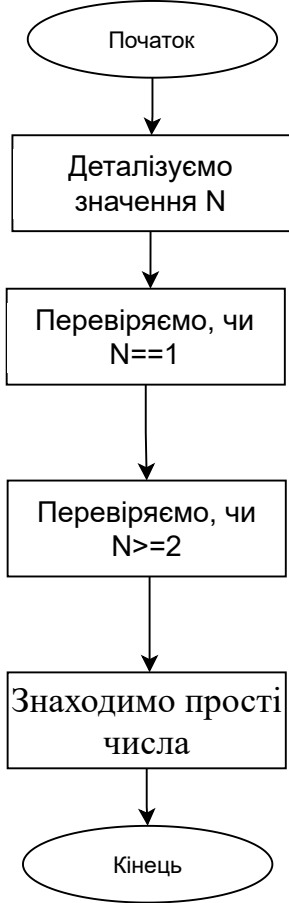 Початок
Деталізуємо
значення N
Перевіряємо, чи
N==1
Перевіряємо, чи
N>=2
Знаходимо прості
числа
Кінець